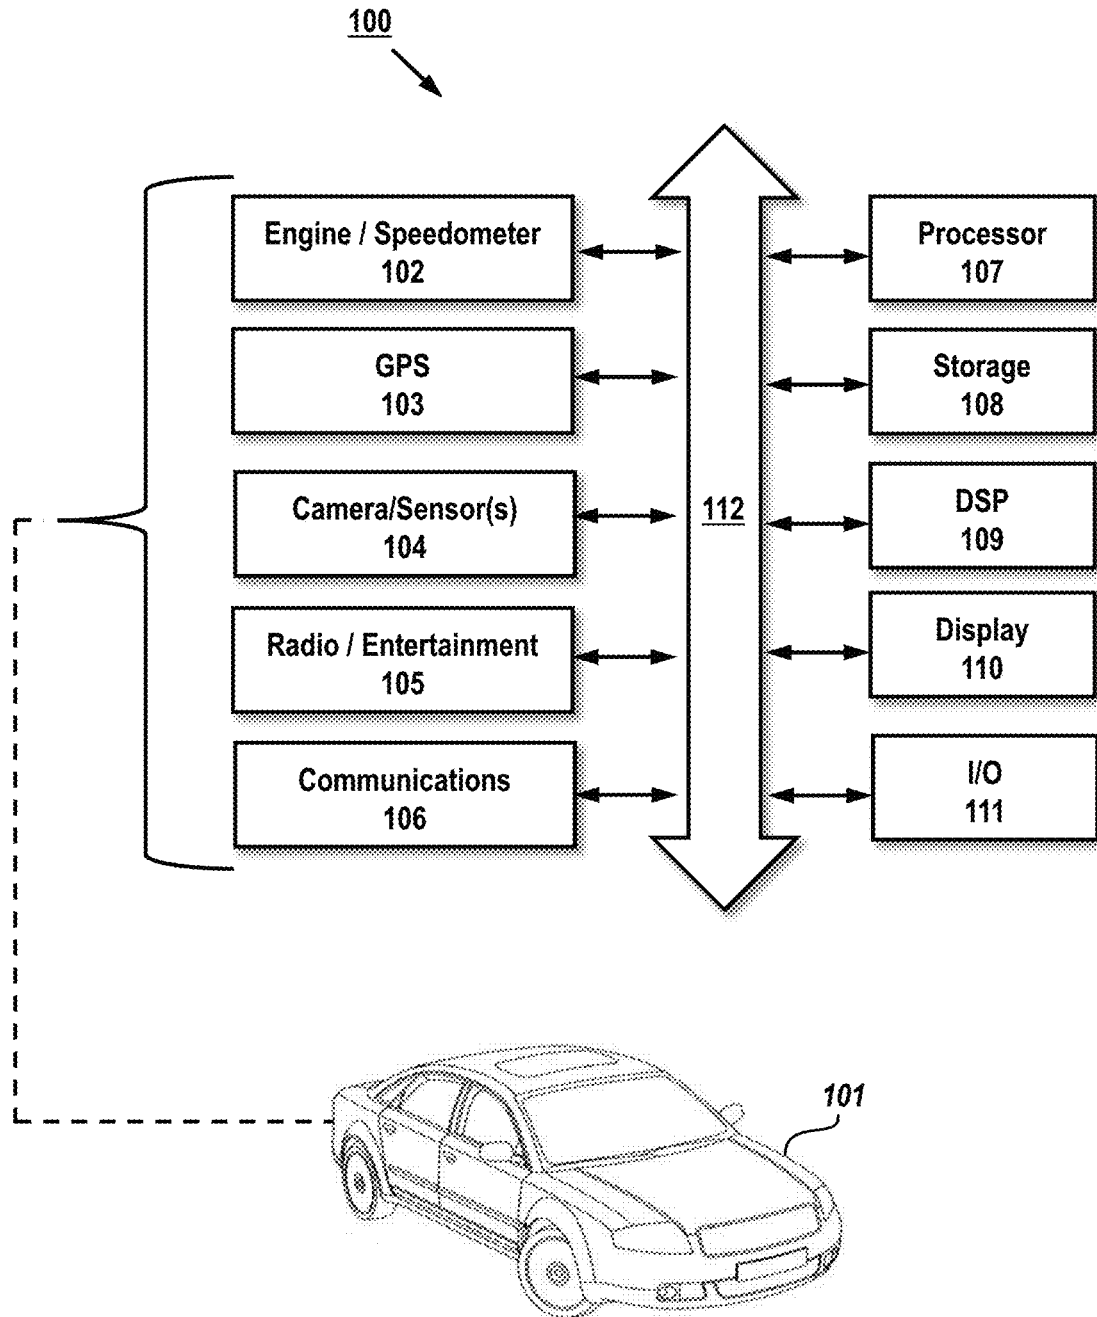 100
Engine / Speedometer
102
GPS
103
Camera/Sensor(s)
104
Radio / Entertainment
105
Communications
106
112
Processor
107
Storage
108
DSP
109
Display
110
I/O
111
101